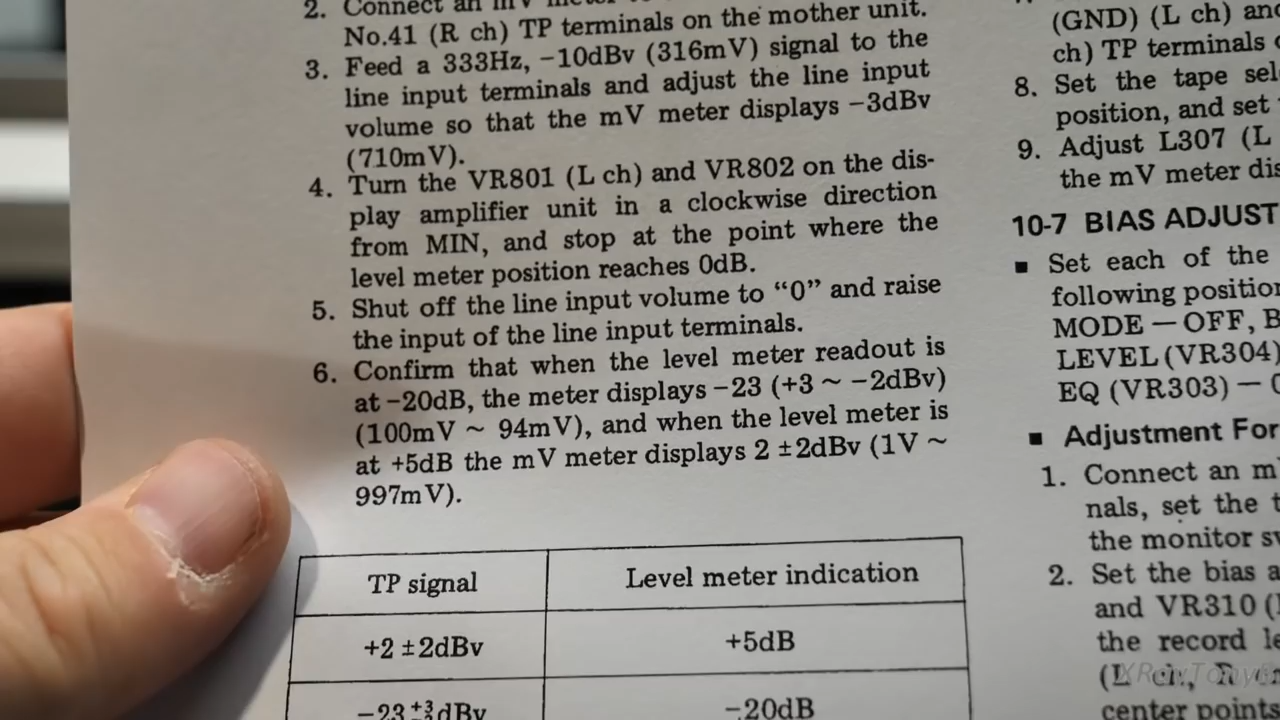 2. Connect an mV meter
No.41 (R ch) TP terminals on the mother unit.
3. Feed a 333Hz, −10dBv (316mV) signal to the
line input terminals and adjust the line input
volume so that the mV meter displays −3dBv
(710mV).
4. Turn the VR801 (L ch) and VR802 on the dis-
play amplifier unit in a clockwise direction
from MIN, and stop at the point where the
level meter position reaches 0dB.
5. Shut off the line input volume to “0” and raise
the input of the line input terminals.
6. Confirm that when the level meter readout is
at −20dB, the meter displays −23 (+3 ~ −2dBv)
(100mV ~ 94mV), and when the level meter is
at +5dB the mV meter displays 2 ±2dBv (1V ~
997mV).
TP signal Level meter indication
+2 ±2dBv +5dB
−23 dBv −20dB
(GND) (L ch) and
ch) TP terminals
8. Set the tape
position, and set
9. Adjust L307 (L
the mV meter
10-7 BIAS ADJUST
■ Set each of the
following
MODE — OFF,
LEVEL (VR304)
EQ (VR303) —
■ Adjustment For
1. Connect an
nals, set the
the monitor
2. Set the bias
and VR310
the record
(L ch., R
center points